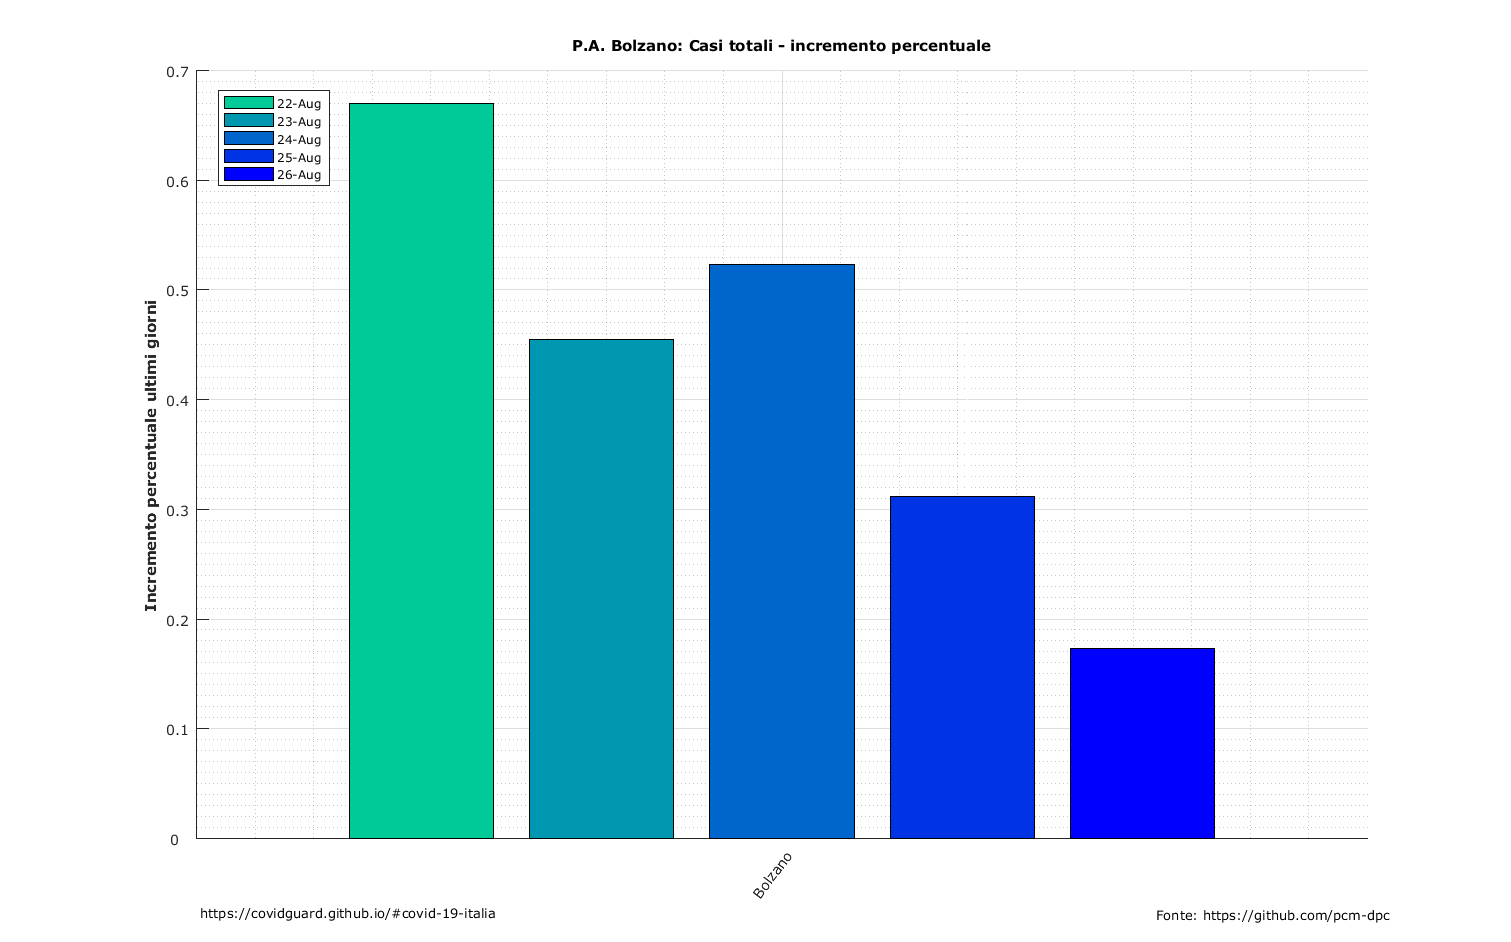 P.A. Bolzano: Casi totali - incremento percentuale
Incremento percentuale ultimi giorni
0.7
0.6
0.5
0.4
0.3
0.2
0.1
0
22-Aug
23-Aug
24-Aug
25-Aug
26-Aug
Bolzano
https://covidguard.github.io/#covid-19-italia
Fonte: https://github.com/pcm-dpc